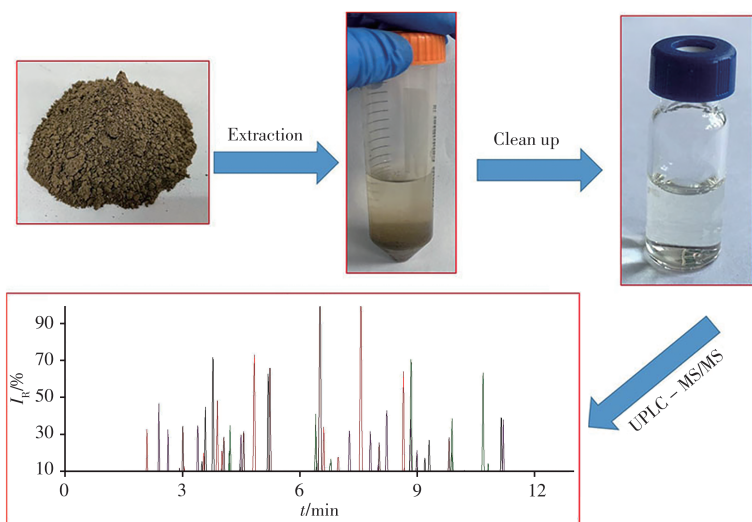 Extraction
Clean up
UPLC – MS/MS
90
70
50
30
10
I_R/%
0
3
6
9
12
t/min